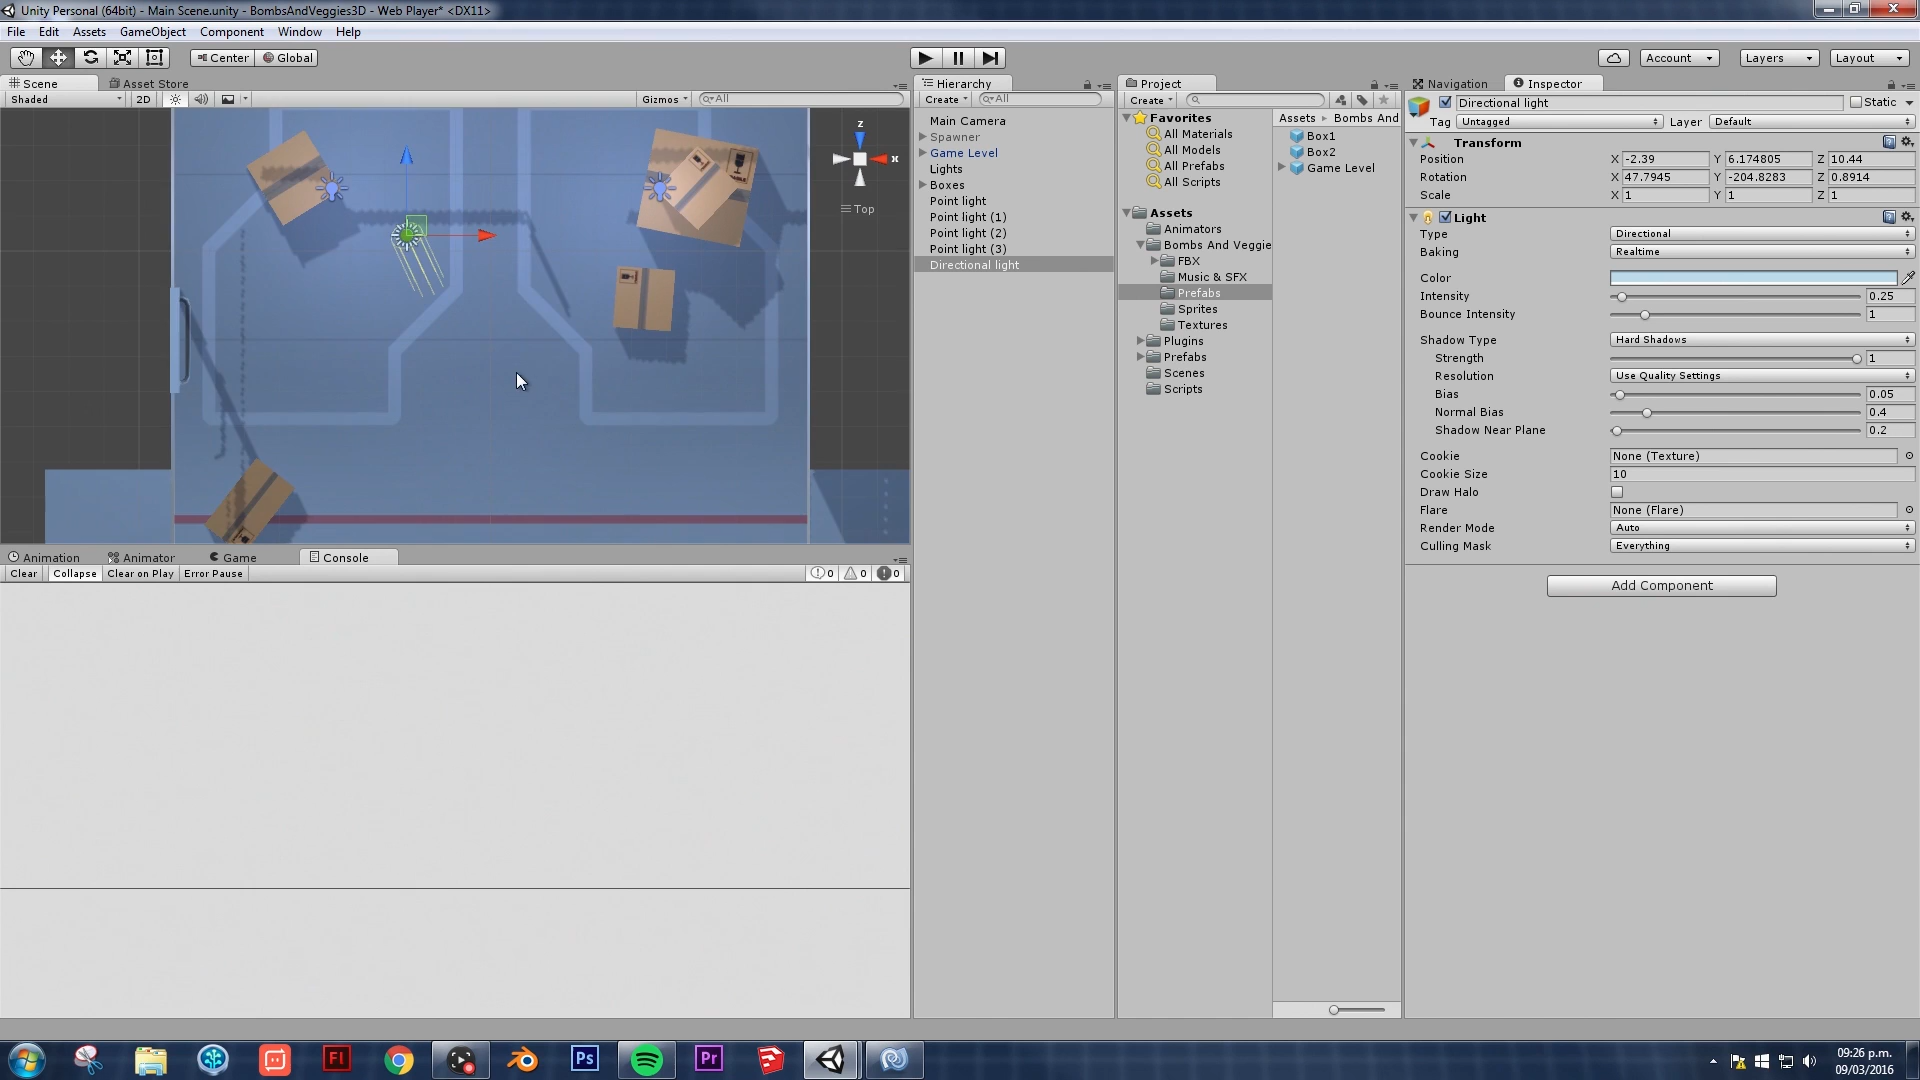 Unity Personal (64bit) - Main Scene.unity - BombsAndVeggies3D - Web Player* <DX11>
File Edit Assets GameObject Component Window Help
Center Global Account Layers Layout
Scene Asset Store
Shaded 2D Gizmos All
z
x
Top
Animation Animator Game Console
Clear Collapse Clear on Play Error Pause 0 0 0
Hierarchy
Create All
Main Camera
Spawner
Game Level
Lights
Boxes
Point light
Point light (1)
Point light (2)
Point light (3)
Directional light
Project
Create
Favorites
All Materials
All Models
All Prefabs
All Scripts
Assets
Animators
Bombs And Veggie
FBX
Music & SFX
Prefabs
Sprites
Textures
Plugins
Prefabs
Scenes
Scripts
Assets Bombs And
Box1
Box2
Game Level
Navigation Inspector
Directional light Static
Tag Untagged Layer Default
Transform
Position X -2.39 Y 6.174805 Z 10.44
Rotation X 47.7945 Y -204.8283 Z 0.8914
Scale X 1 Y 1 Z 1
Light
Type Directional
Baking Realtime
Color
Intensity 0.25
Bounce Intensity 1
Shadow Type Hard Shadows
Strength 1
Resolution Use Quality Settings
Bias 0.05
Normal Bias 0.4
Shadow Near Plane 0.2
Cookie None (Texture)
Cookie Size 10
Draw Halo
Flare None (Flare)
Render Mode Auto
Culling Mask Everything
Add Component
Fl Ps Pr
09:26 p.m.
09/03/2016